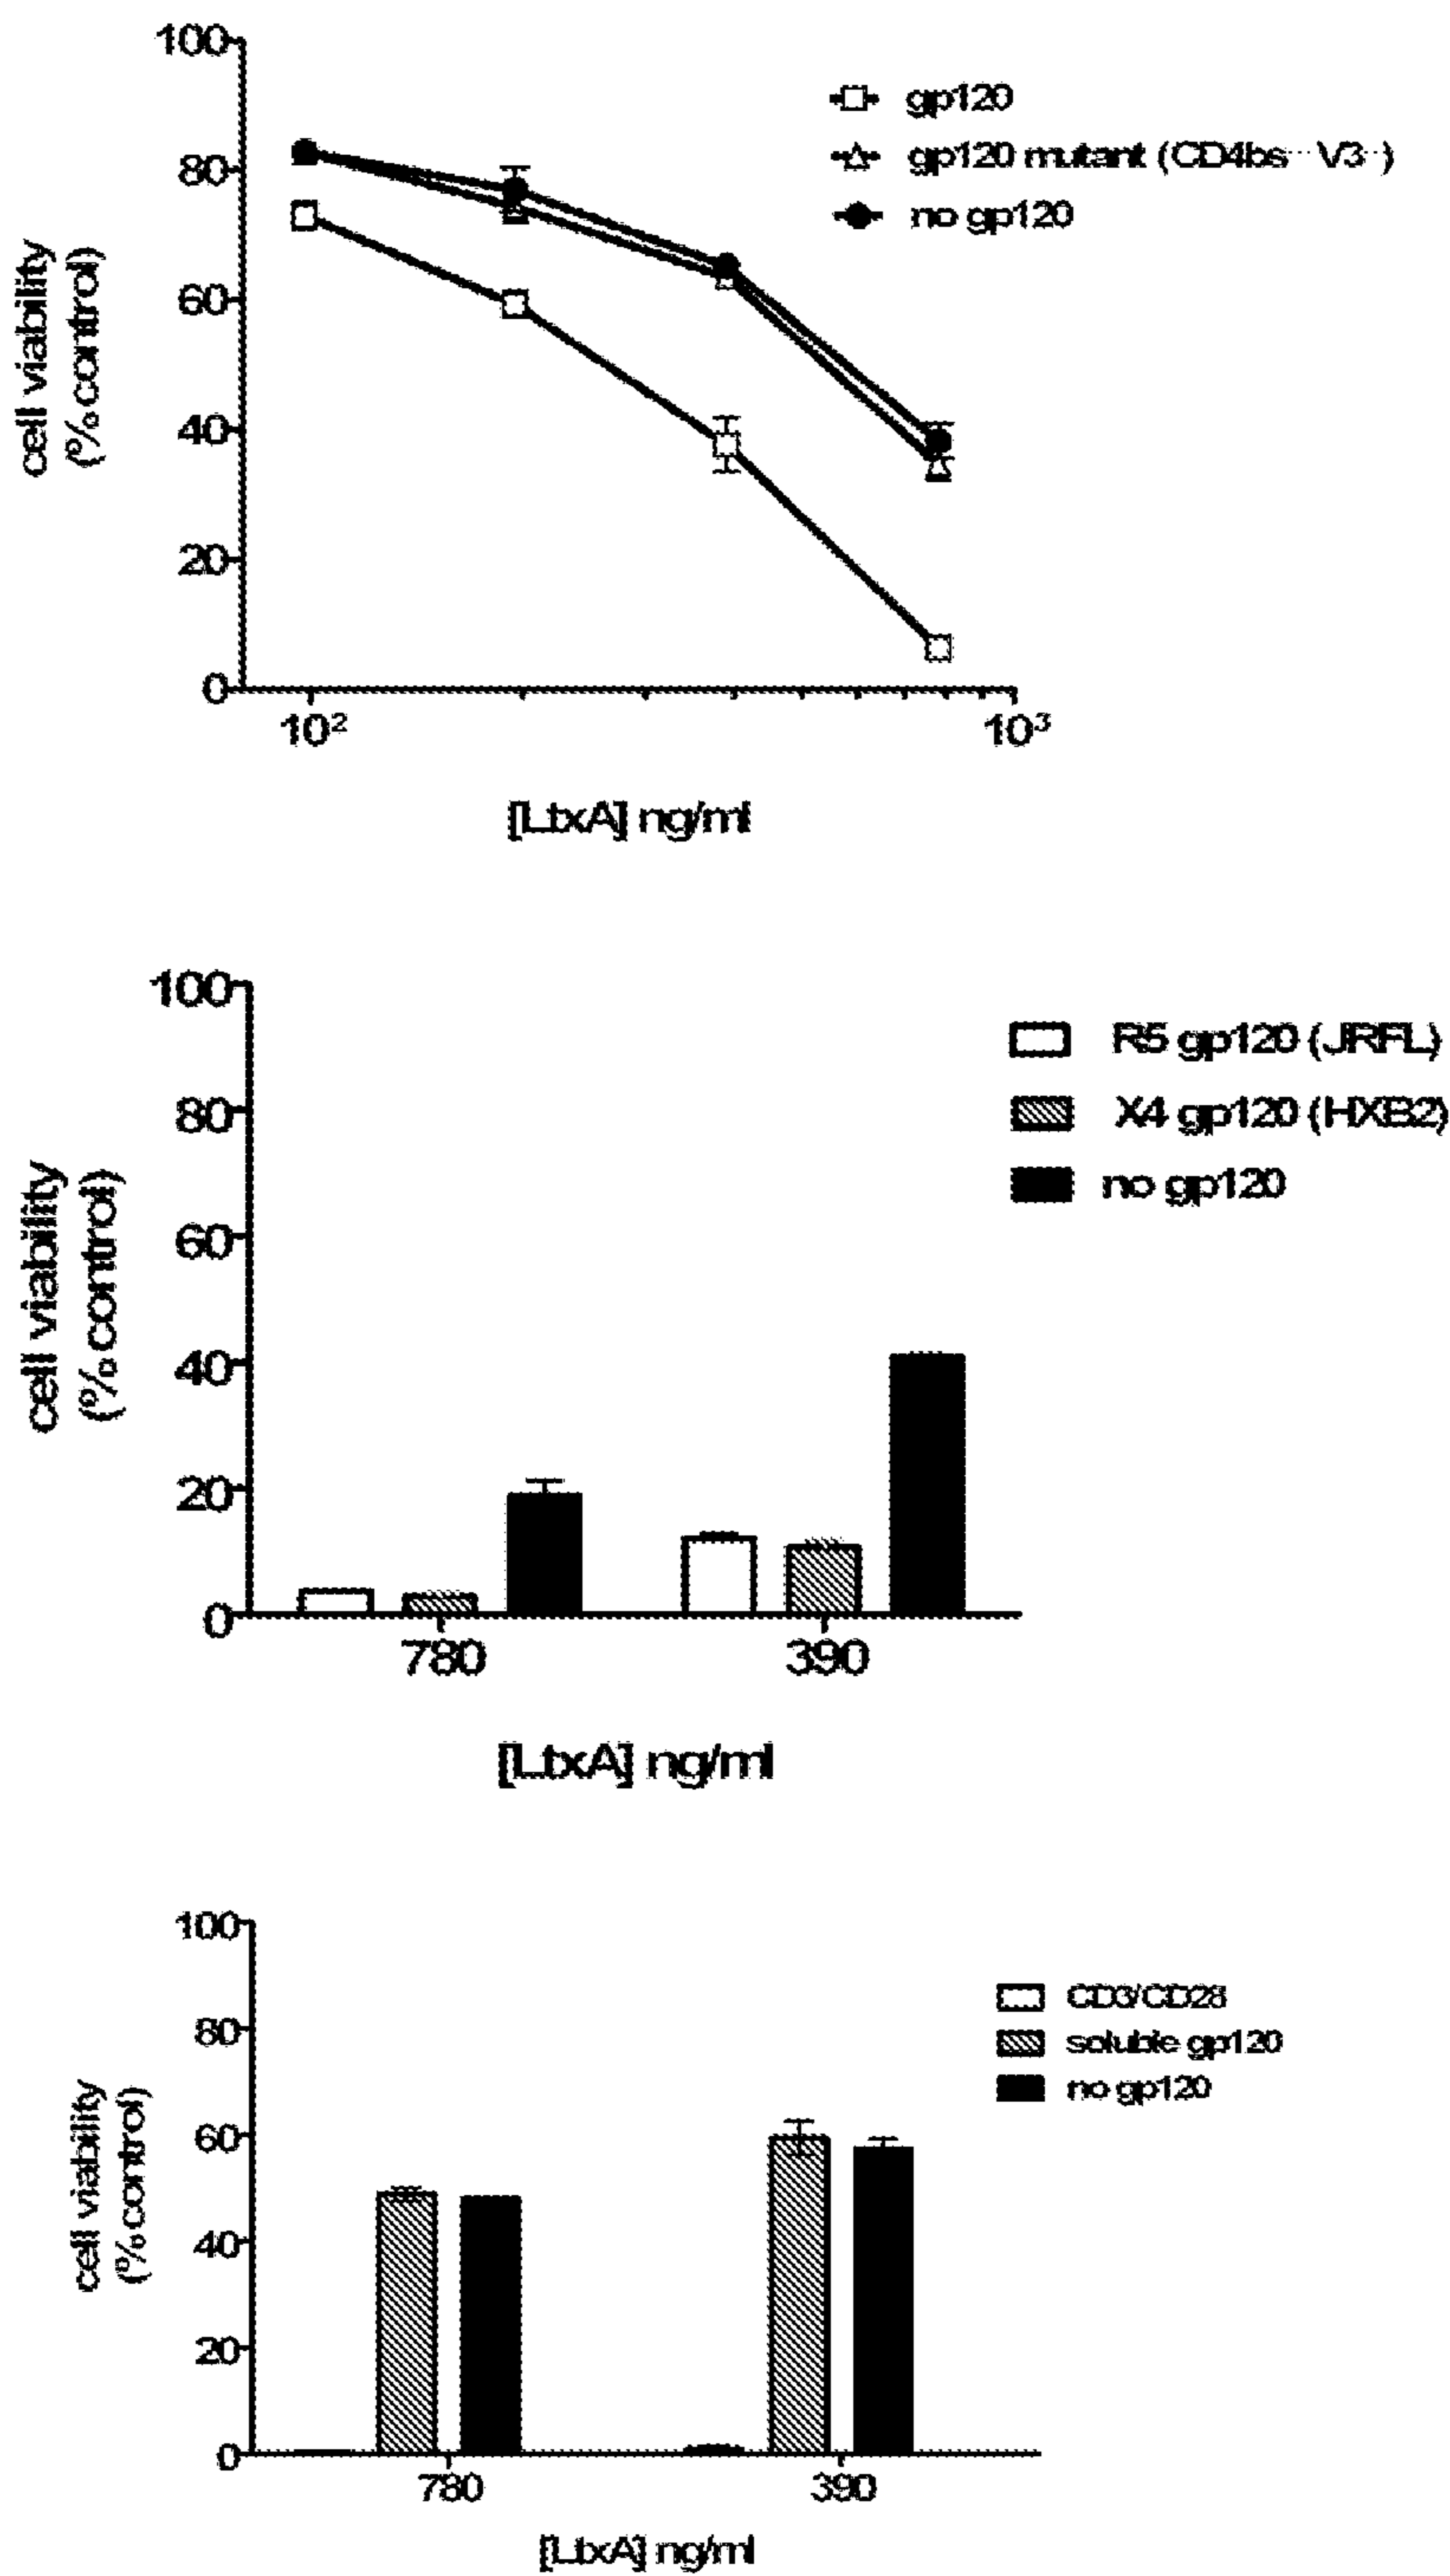 100
80
60
40
20
0
cell viability
(% control)
gp120
gp120 mutant (CD4bs⁻⁻ V3⁻)
no gp120
10² 10³
[LtxA] ng/ml
100
80
60
40
20
0
cell viability
(% control)
R5 gp120 (JRFL)
X4 gp120 (HXB2)
no gp120
780 390
[LtxA] ng/ml
100
80
60
40
20
0
cell viability
(% control)
CD3/CD28
soluble gp120
no gp120
780 390
[LtxA] ng/ml